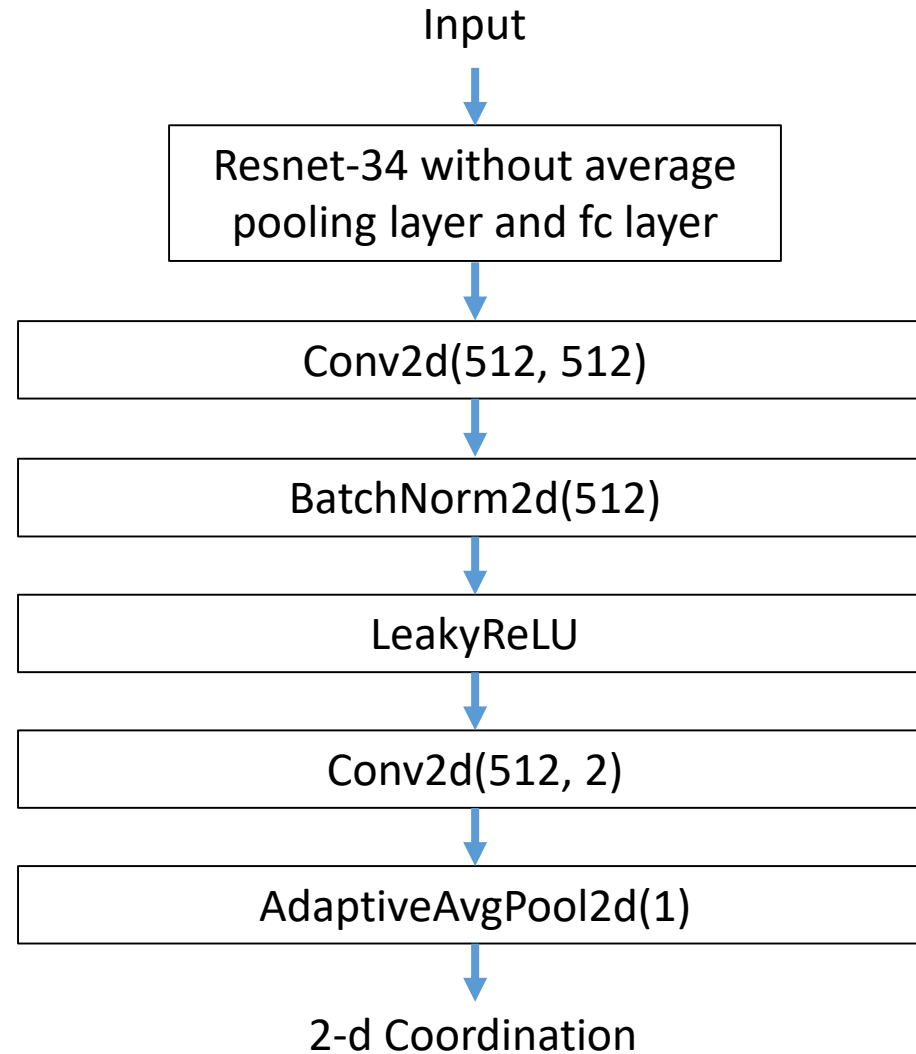 Input
Resnet-34 without average
pooling layer and fc layer
Conv2d(512, 512)
BatchNorm2d(512)
LeakyReLU
Conv2d(512, 2)
AdaptiveAvgPool2d(1)
2-d Coordination